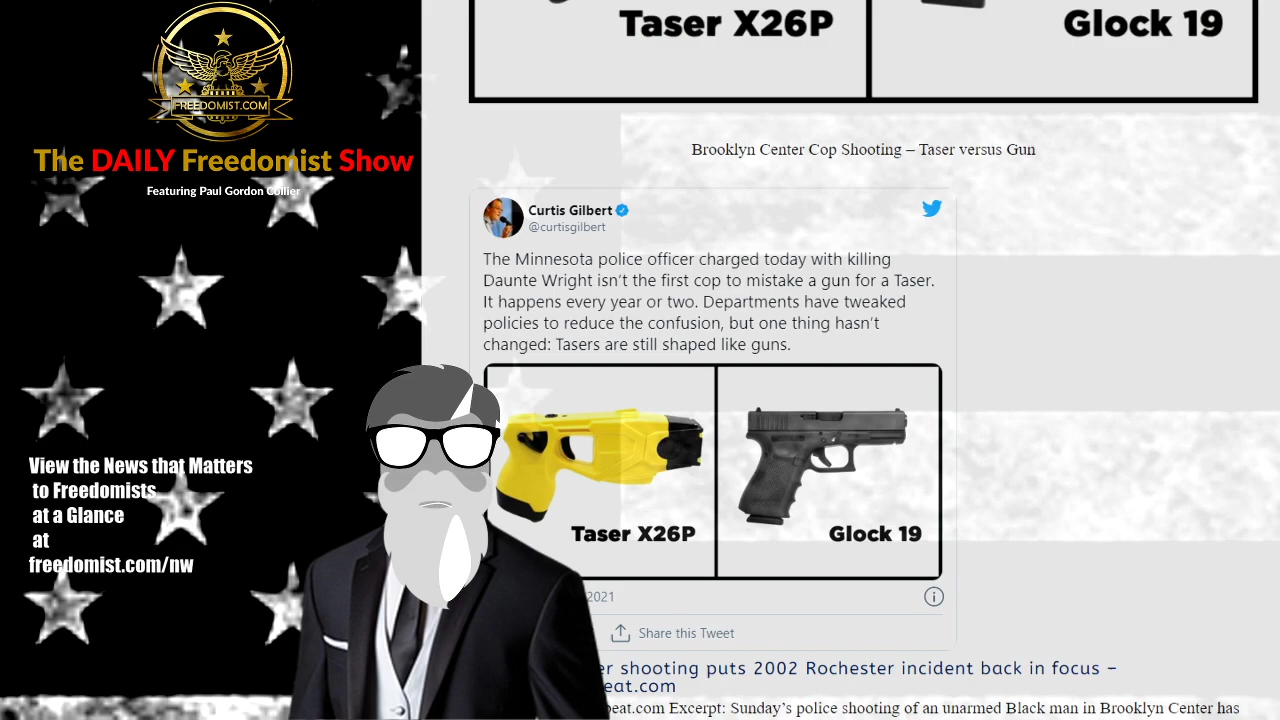 FREEDOMIST.COM
The DAILY Freedomist Show
Featuring Paul Gordon Collier
View the News that Matters
to Freedomists
at a Glance
at
freedomist.com/nw
Taser X26P
Glock 19
Brooklyn Center Cop Shooting – Taser versus Gun
Curtis Gilbert
@curtisgilbert
The Minnesota police officer charged today with killing
Daunte Wright isn't the first cop to mistake a gun for a Taser.
It happens every year or two. Departments have tweaked
policies to reduce the confusion, but one thing hasn't
changed: Tasers are still shaped like guns.
Taser X26P
Glock 19
2021
Share this Tweet
shooting puts 2002 Rochester incident back in focus –
eat.com
beat.com Excerpt: Sunday's police shooting of an unarmed Black man in Brooklyn Center has